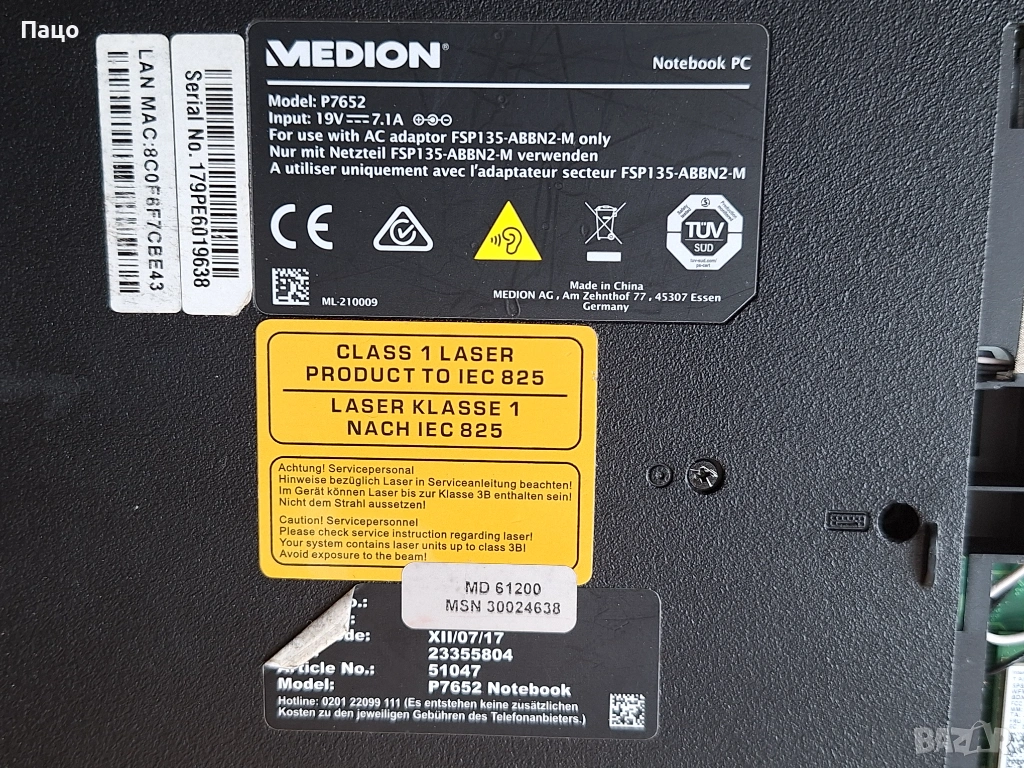 Пацо
LAN MAC:8C0F6F7CBE43
Serial No. 179PE6019638
MEDION®
Notebook PC
Model: P7652
Input: 19V 7.1A
For use with AC adaptor FSP135-ABBN2-M only
Nur mit Netzteil FSP135-ABBN2-M verwenden
A utiliser uniquement avec l'adaptateur secteur FSP135-ABBN2-M
CE
TÜV
SÜD
ML-210009
Made in China
MEDION AG, Am Zehnthof 77, 45307 Essen
Germany
CLASS 1 LASER
PRODUCT TO IEC 825
LASER KLASSE 1
NACH IEC 825
Achtung! Servicepersonal
Hinweise bezüglich Laser in Serviceanleitung beachten!
Im Gerät können Laser bis zur Klasse 3B enthalten sein!
Nicht dem Strahl aussetzen!
Caution! Servicepersonnel
Please check service instruction regarding laser!
Your system contains laser units up to class 3B!
Avoid exposure to the beam!
MD 61200
MSN 30024638
XII/07/17
23355804
Article No.: 51047
Model: P7652 Notebook
Hotline: 0201 22099 111 (Es entstehen keine zusätzlichen
Kosten zu den jeweiligen Gebühren des Telefonanbieters.)
BAZAR